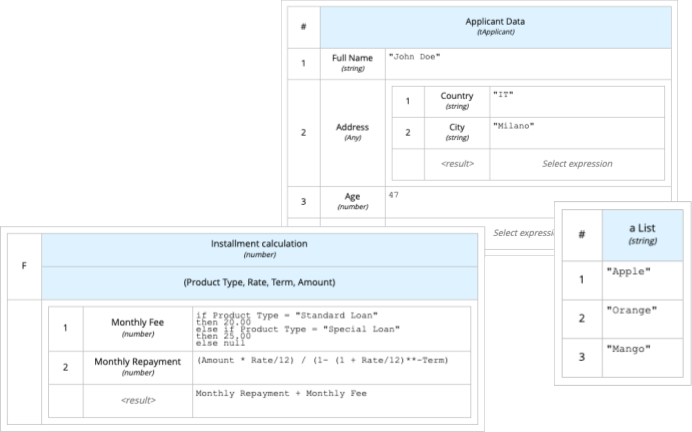 #
Applicant Data
(tApplicant)
1
Full Name
(string)
"John Doe"
2
Address
(Any)
1
Country
(string)
"IT"
2
City
(string)
"Milano"
<result>
Select expression
3
Age
(number)
47
Select expressi
F
Installment calculation
(number)
(Product Type, Rate, Term, Amount)
1
Monthly Fee
(number)
if Product Type = "Standard Loan"
then 20.00
else if Product Type = "Special Loan"
then 25.00
else null
2
Monthly Repayment
(number)
(Amount * Rate/12) / (1- (1 + Rate/12)**-Term)
<result>
Monthly Repayment + Monthly Fee
#
a List
(string)
1
"Apple"
2
"Orange"
3
"Mango"